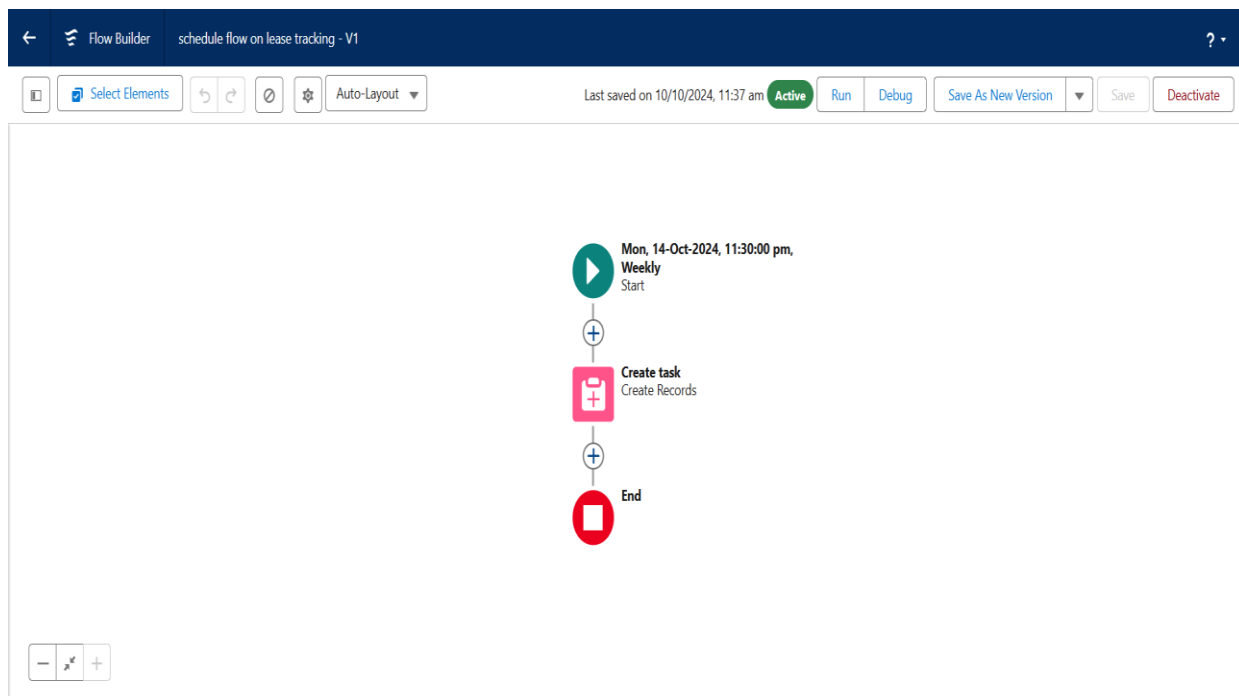 Flow Builder schedule flow on lease tracking - V1 ? 
Select Elements Auto-Layout Last saved on 10/10/2024, 11:37 am Active Run Debug Save As New Version Save Deactivate
Mon, 14-Oct-2024, 11:30:00 pm,
Weekly
Start
Create task
Create Records
End